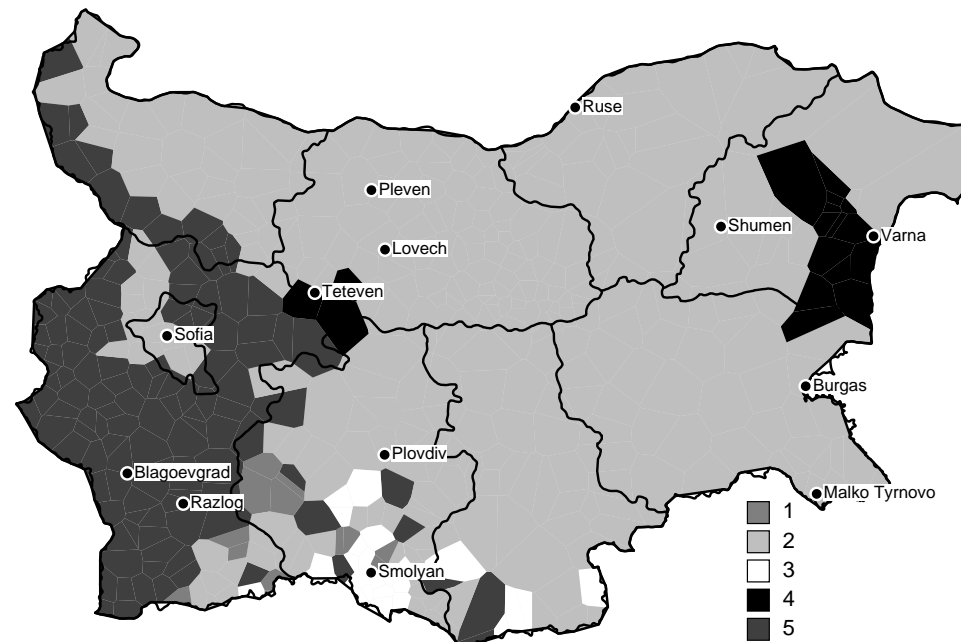 Ruse
Pleven
Shumen
Varna
Lovech
Teteven
Sofia
Burgas
Plovdiv
Blagoevgrad
Malko Tyrnovo
Razlog
Smolyan
1
2
3
4
5